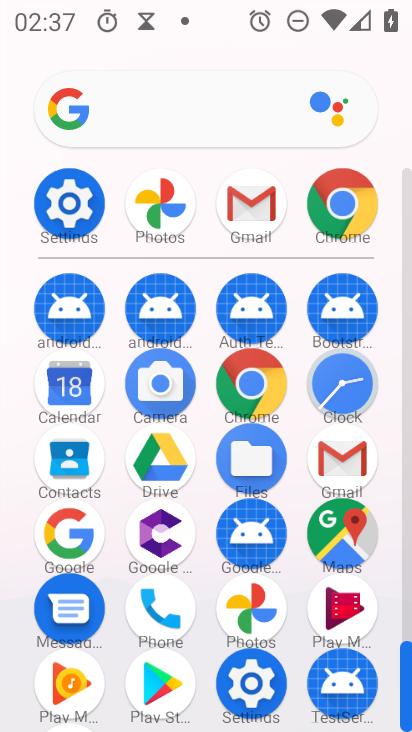 02:37
G
Settings Photos Gmail Chrome
android... android... Auth Te... Bootstr...
18
Calendar Camera Chrome Clock
Contacts Drive Files Gmail
G G
Google Google ... Google... Maps
Messag... Phone Photos Play M...
Play M... Play St... Settings TestSer...